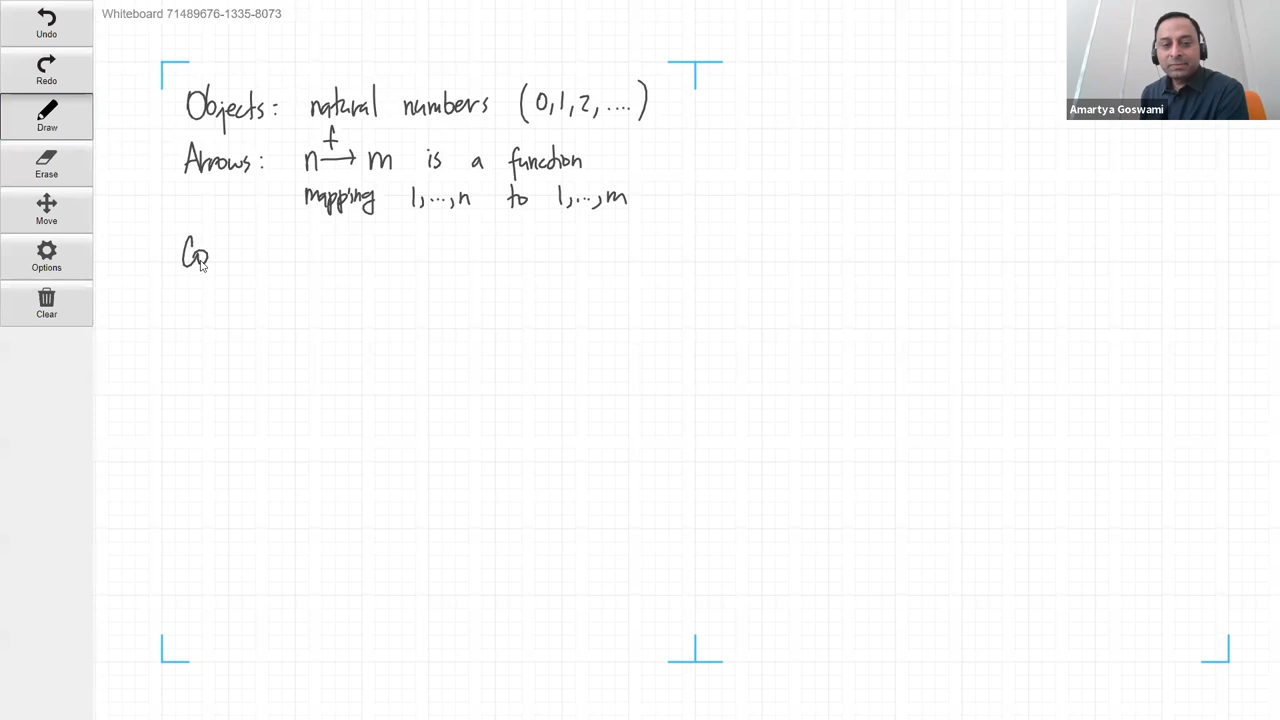 Whiteboard 71489676-1335-8073
Undo
Redo
Draw
Erase
Move
Options
Clear
Objects: natural numbers (0,1,2,....)
f
Arrows: n → m is a function
mapping 1,...,n to 1,...,m
Co
Amartya Goswami